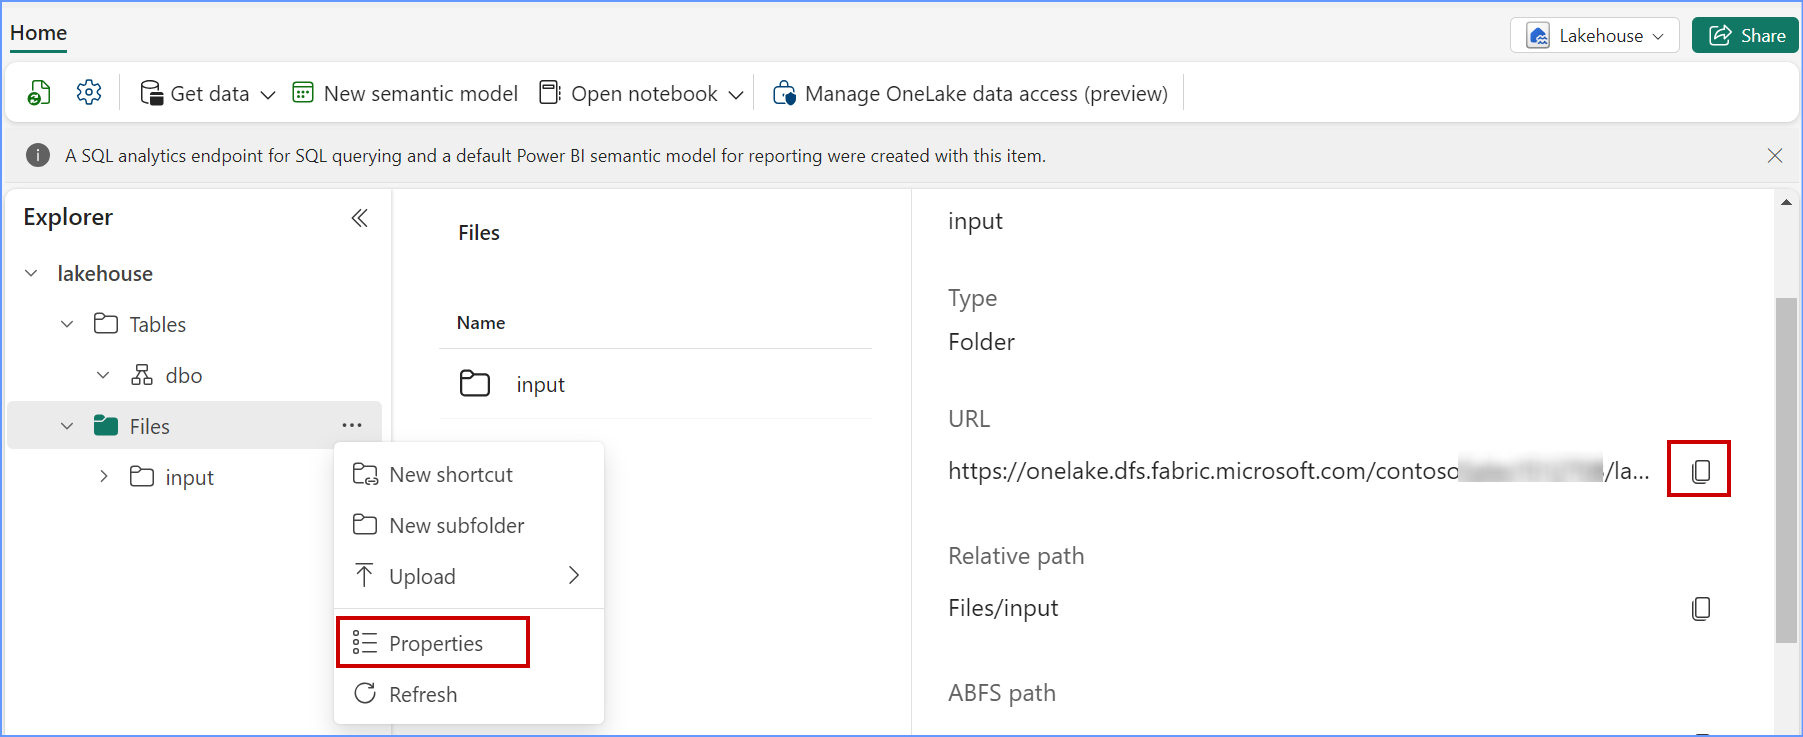 Home
Lakehouse
Share
Get data
New semantic model
Open notebook
Manage OneLake data access (preview)
A SQL analytics endpoint for SQL querying and a default Power BI semantic model for reporting were created with this item.
Explorer
lakehouse
Tables
dbo
Files
input
New shortcut
New subfolder
Upload
Properties
Refresh
Files
Name
input
input
Type
Folder
URL
https://onelake.dfs.fabric.microsoft.com/contoso /la...
Relative path
Files/input
ABFS path